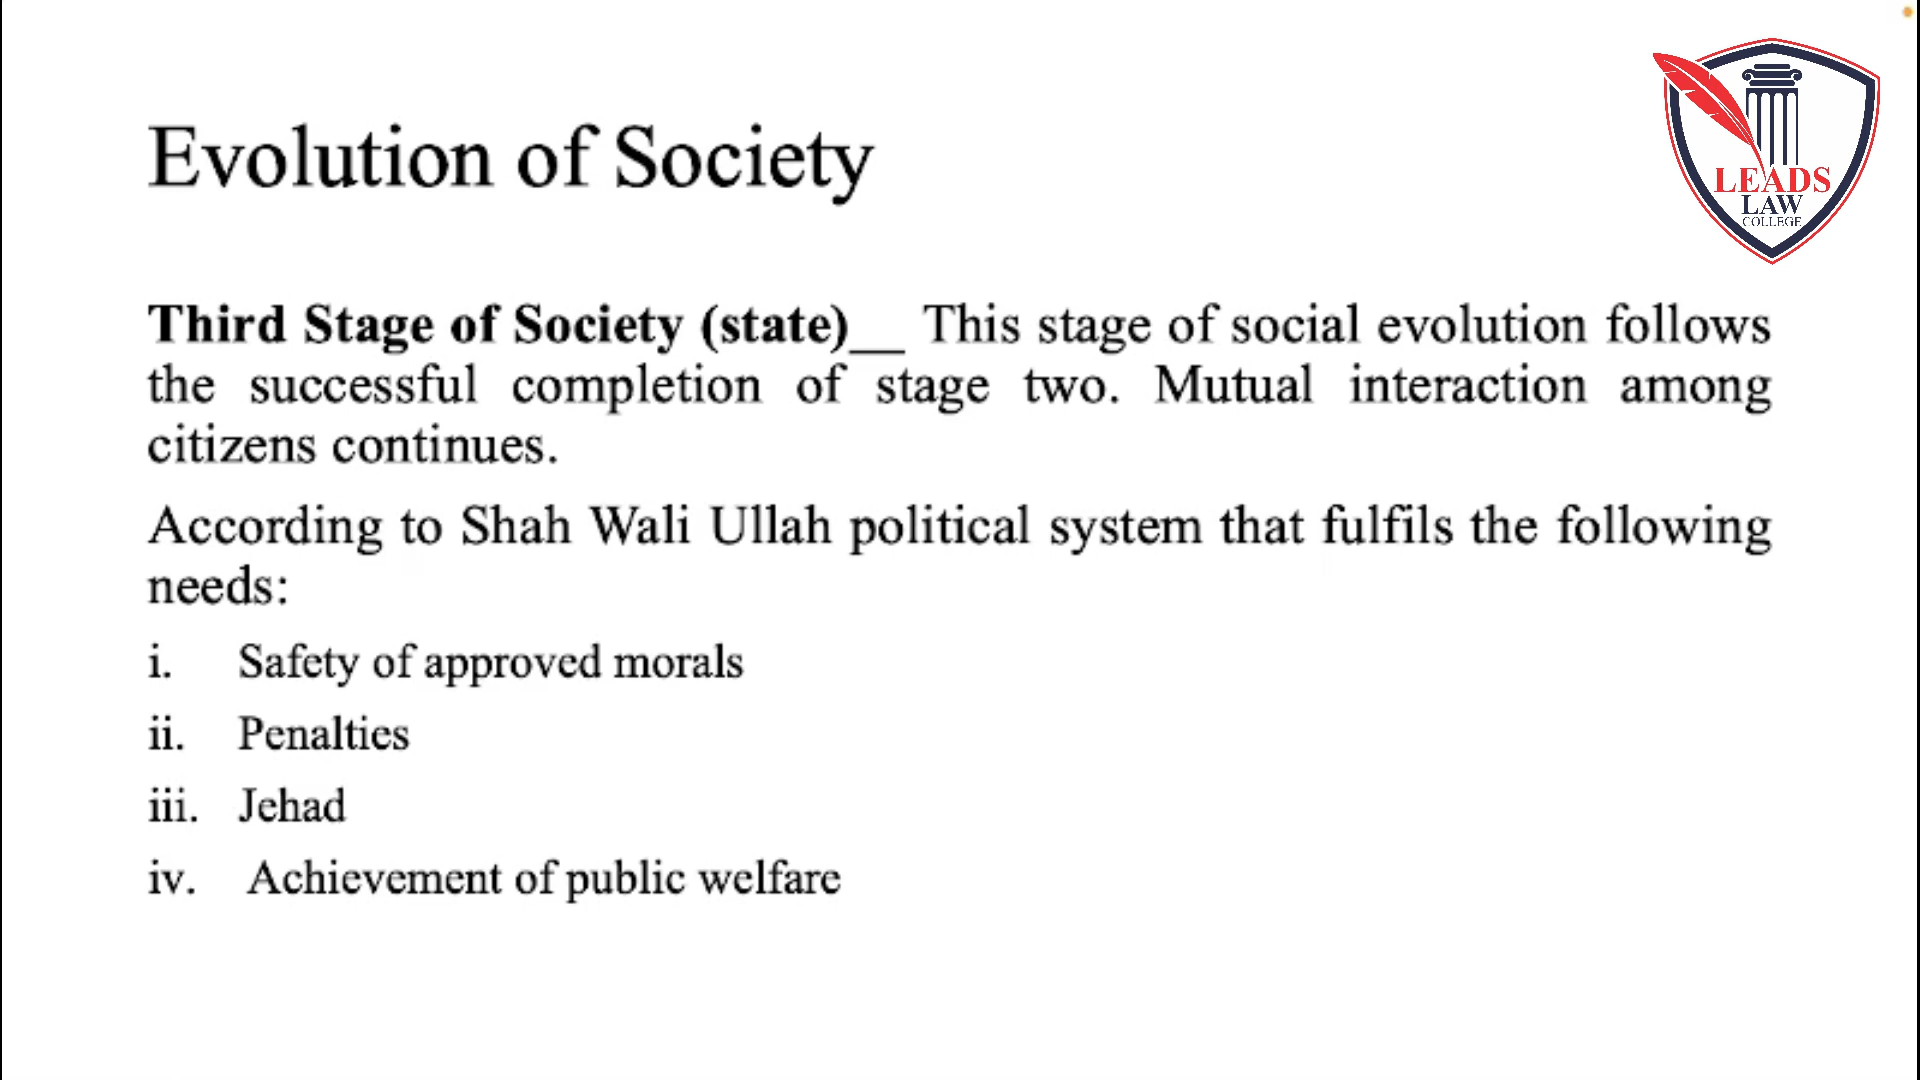 Evolution of Society
LEADS
LAW
COLLEGE
Third Stage of Society (state)__ This stage of social evolution follows
the successful completion of stage two. Mutual interaction among
citizens continues.
According to Shah Wali Ullah political system that fulfils the following
needs:
i. Safety of approved morals
ii. Penalties
iii. Jehad
iv. Achievement of public welfare